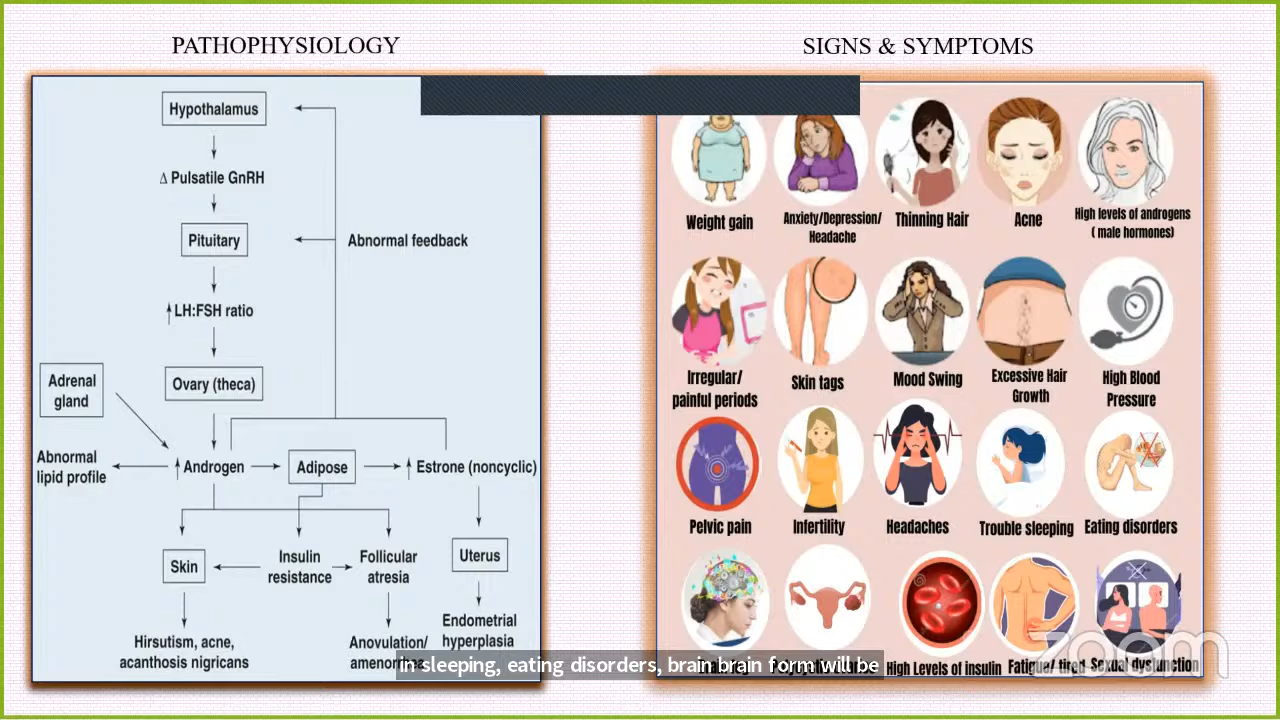 PATHOPHYSIOLOGY
SIGNS & SYMPTOMS
Hypothalamus
Δ Pulsatile GnRH
Pituitary
Abnormal feedback
↑LH:FSH ratio
Adrenal
gland
Ovary (theca)
Abnormal
lipid profile
↑ Androgen
Adipose
↑ Estrone (noncyclic)
Skin
Insulin
resistance
Follicular
atresia
Uterus
Hirsutism, acne,
acanthosis nigricans
Anovulation/
Endometrial
hyperplasia
Weight gain
Anxiety/Depression/
Headache
Thinning Hair
Acne
High levels of androgens
( male hormones)
Irregular/
painful periods
Skin tags
Mood Swing
Excessive Hair
Growth
High Blood
Pressure
Pelvic pain
Infertility
Headaches
Trouble sleeping
Eating disorders
High Levels of insulin
Fatigue/ tired
Sexual dysfunction
in sleeping, eating disorders, brain brain form will be
zoom